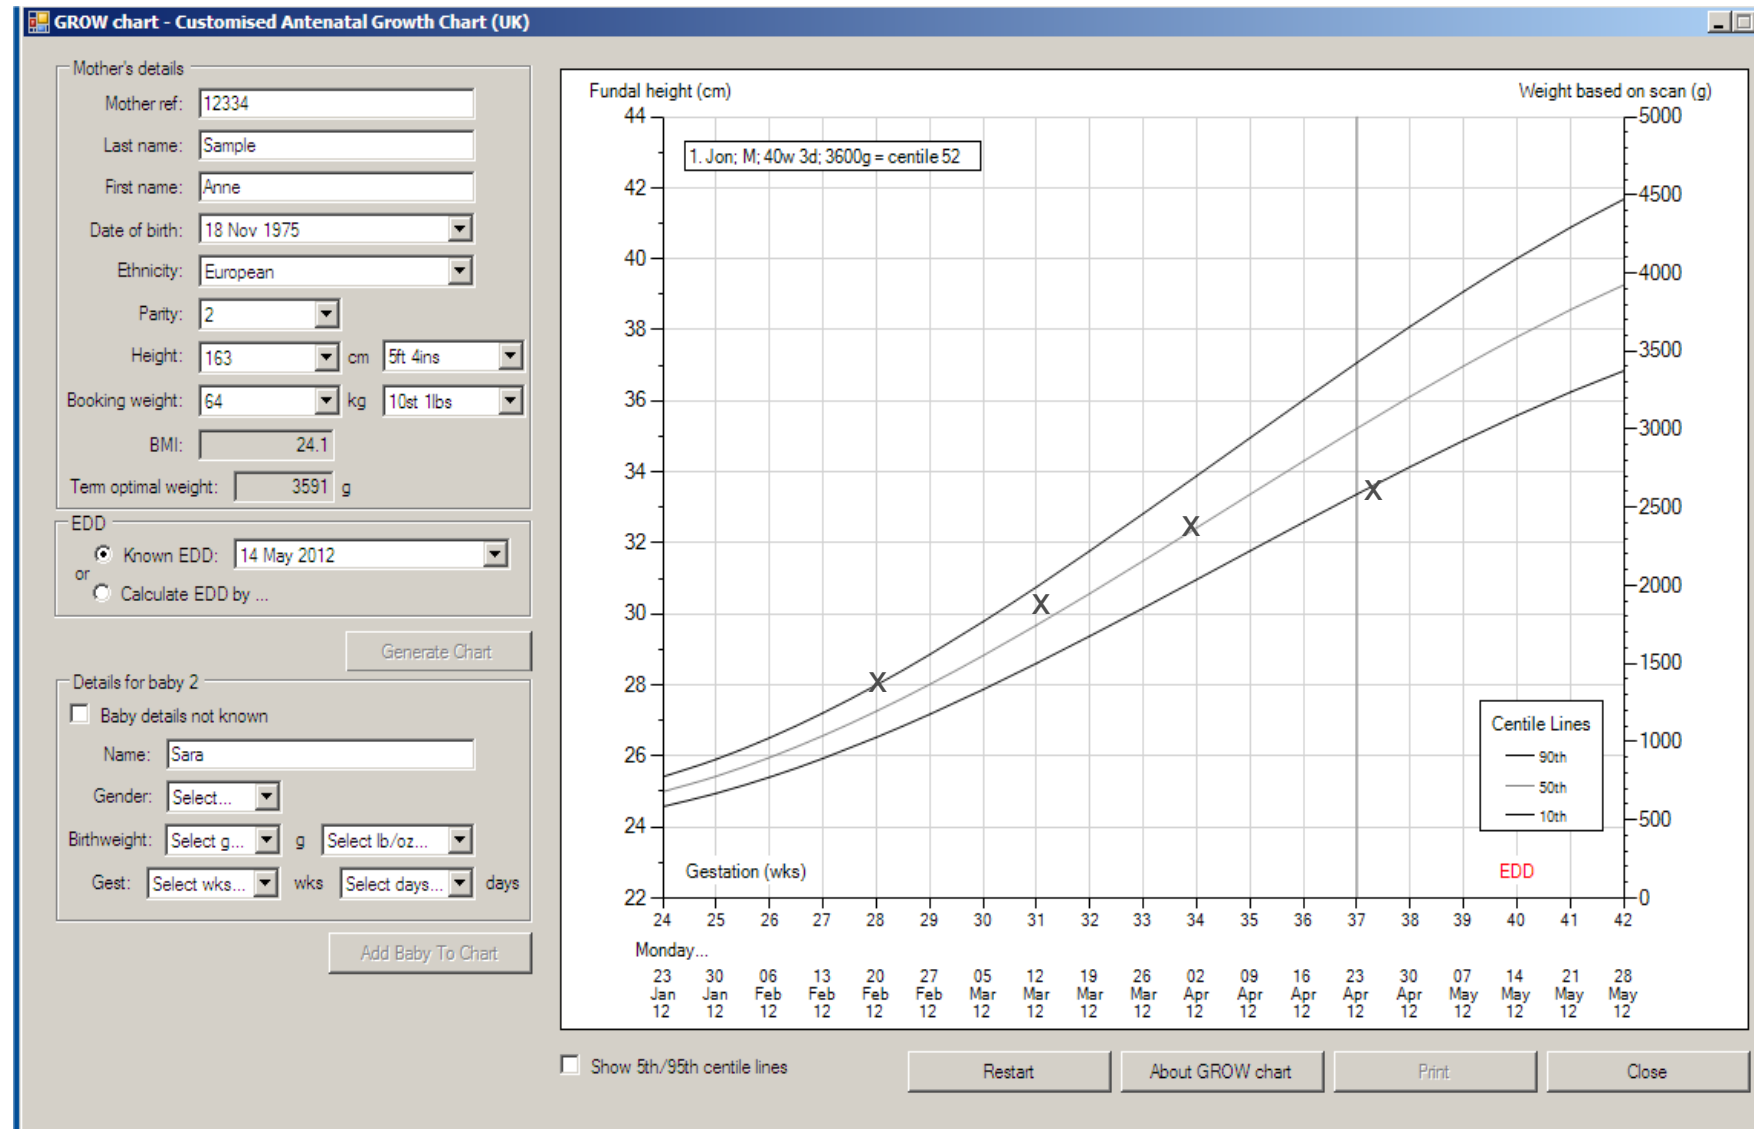 GROW chart - Customised Antenatal Growth Chart (UK)
Mother's details
Mother ref: 12334
Last name: Sample
First name: Anne
Date of birth: 18 Nov 1975
Ethnicity: European
Parity: 2
Height: 163 cm 5ft 4ins
Booking weight: 64 kg 10st 1lbs
BMI: 24.1
Term optimal weight: 3591 g
EDD
Known EDD: 14 May 2012
or
Calculate EDD by ...
Generate Chart
Details for baby 2
Baby details not known
Name: Sara
Gender: Select...
Birthweight: Select g... g Select lb/oz...
Gest: Select wks... wks Select days... days
Add Baby To Chart
Fundal height (cm) Weight based on scan (g)
1. Jon; M; 40w 3d; 3600g = centile 52
44
42
40
38
36
34
32
30
28
26
24
22
5000
4500
4000
3500
3000
2500
2000
1500
1000
500
0
X
X
X
X
Centile Lines
90th
50th
10th
Gestation (wks) EDD
24 25 26 27 28 29 30 31 32 33 34 35 36 37 38 39 40 41 42
Monday...
23 30 06 13 20 27 05 12 19 26 02 09 16 23 30 07 14 21 28
Jan Jan Feb Feb Feb Feb Mar Mar Mar Mar Apr Apr Apr Apr Apr May May May May
12 12 12 12 12 12 12 12 12 12 12 12 12 12 12 12 12 12 12
Show 5th/95th centile lines Restart About GROW chart Print Close